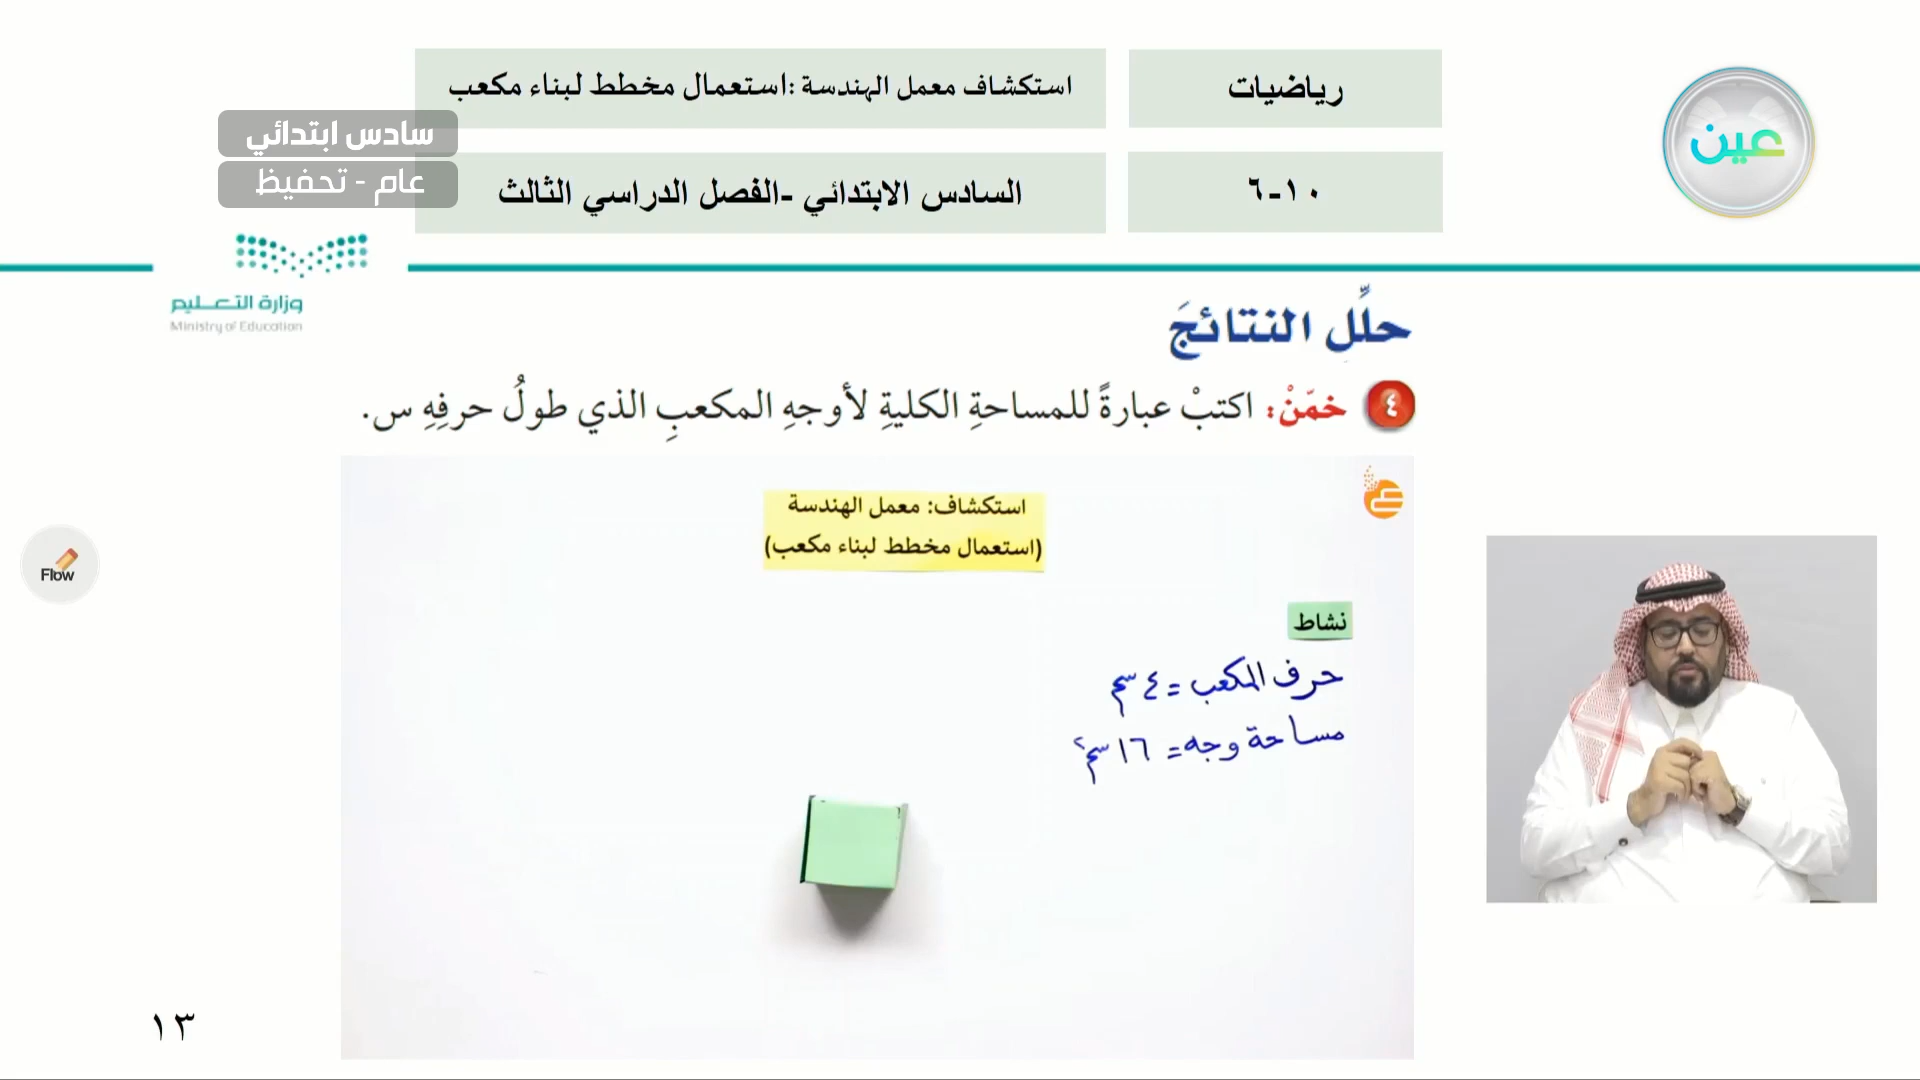 رياضيات
استكشاف معمل الهندسة :استعمال مخطط لبناء مكعب
١٠-٦
السادس الابتدائي -الفصل الدراسي الثالث
سادس ابتدائي
عام - تحفيظ
عين
وزارة التعـــليم
Ministry of Education
حلِّلِ النتائجَ
٤ خمّنْ: اكتبْ عبارةً للمساحةِ الكليةِ لأوجهِ المكعبِ الذي طولُ حرفِهِ س.
استكشاف: معمل الهندسة
(استعمال مخطط لبناء مكعب)
نشاط
حرف المكعب = ٤ سم
مساحة وجه = ١٦ سم٢
Flow
١٣